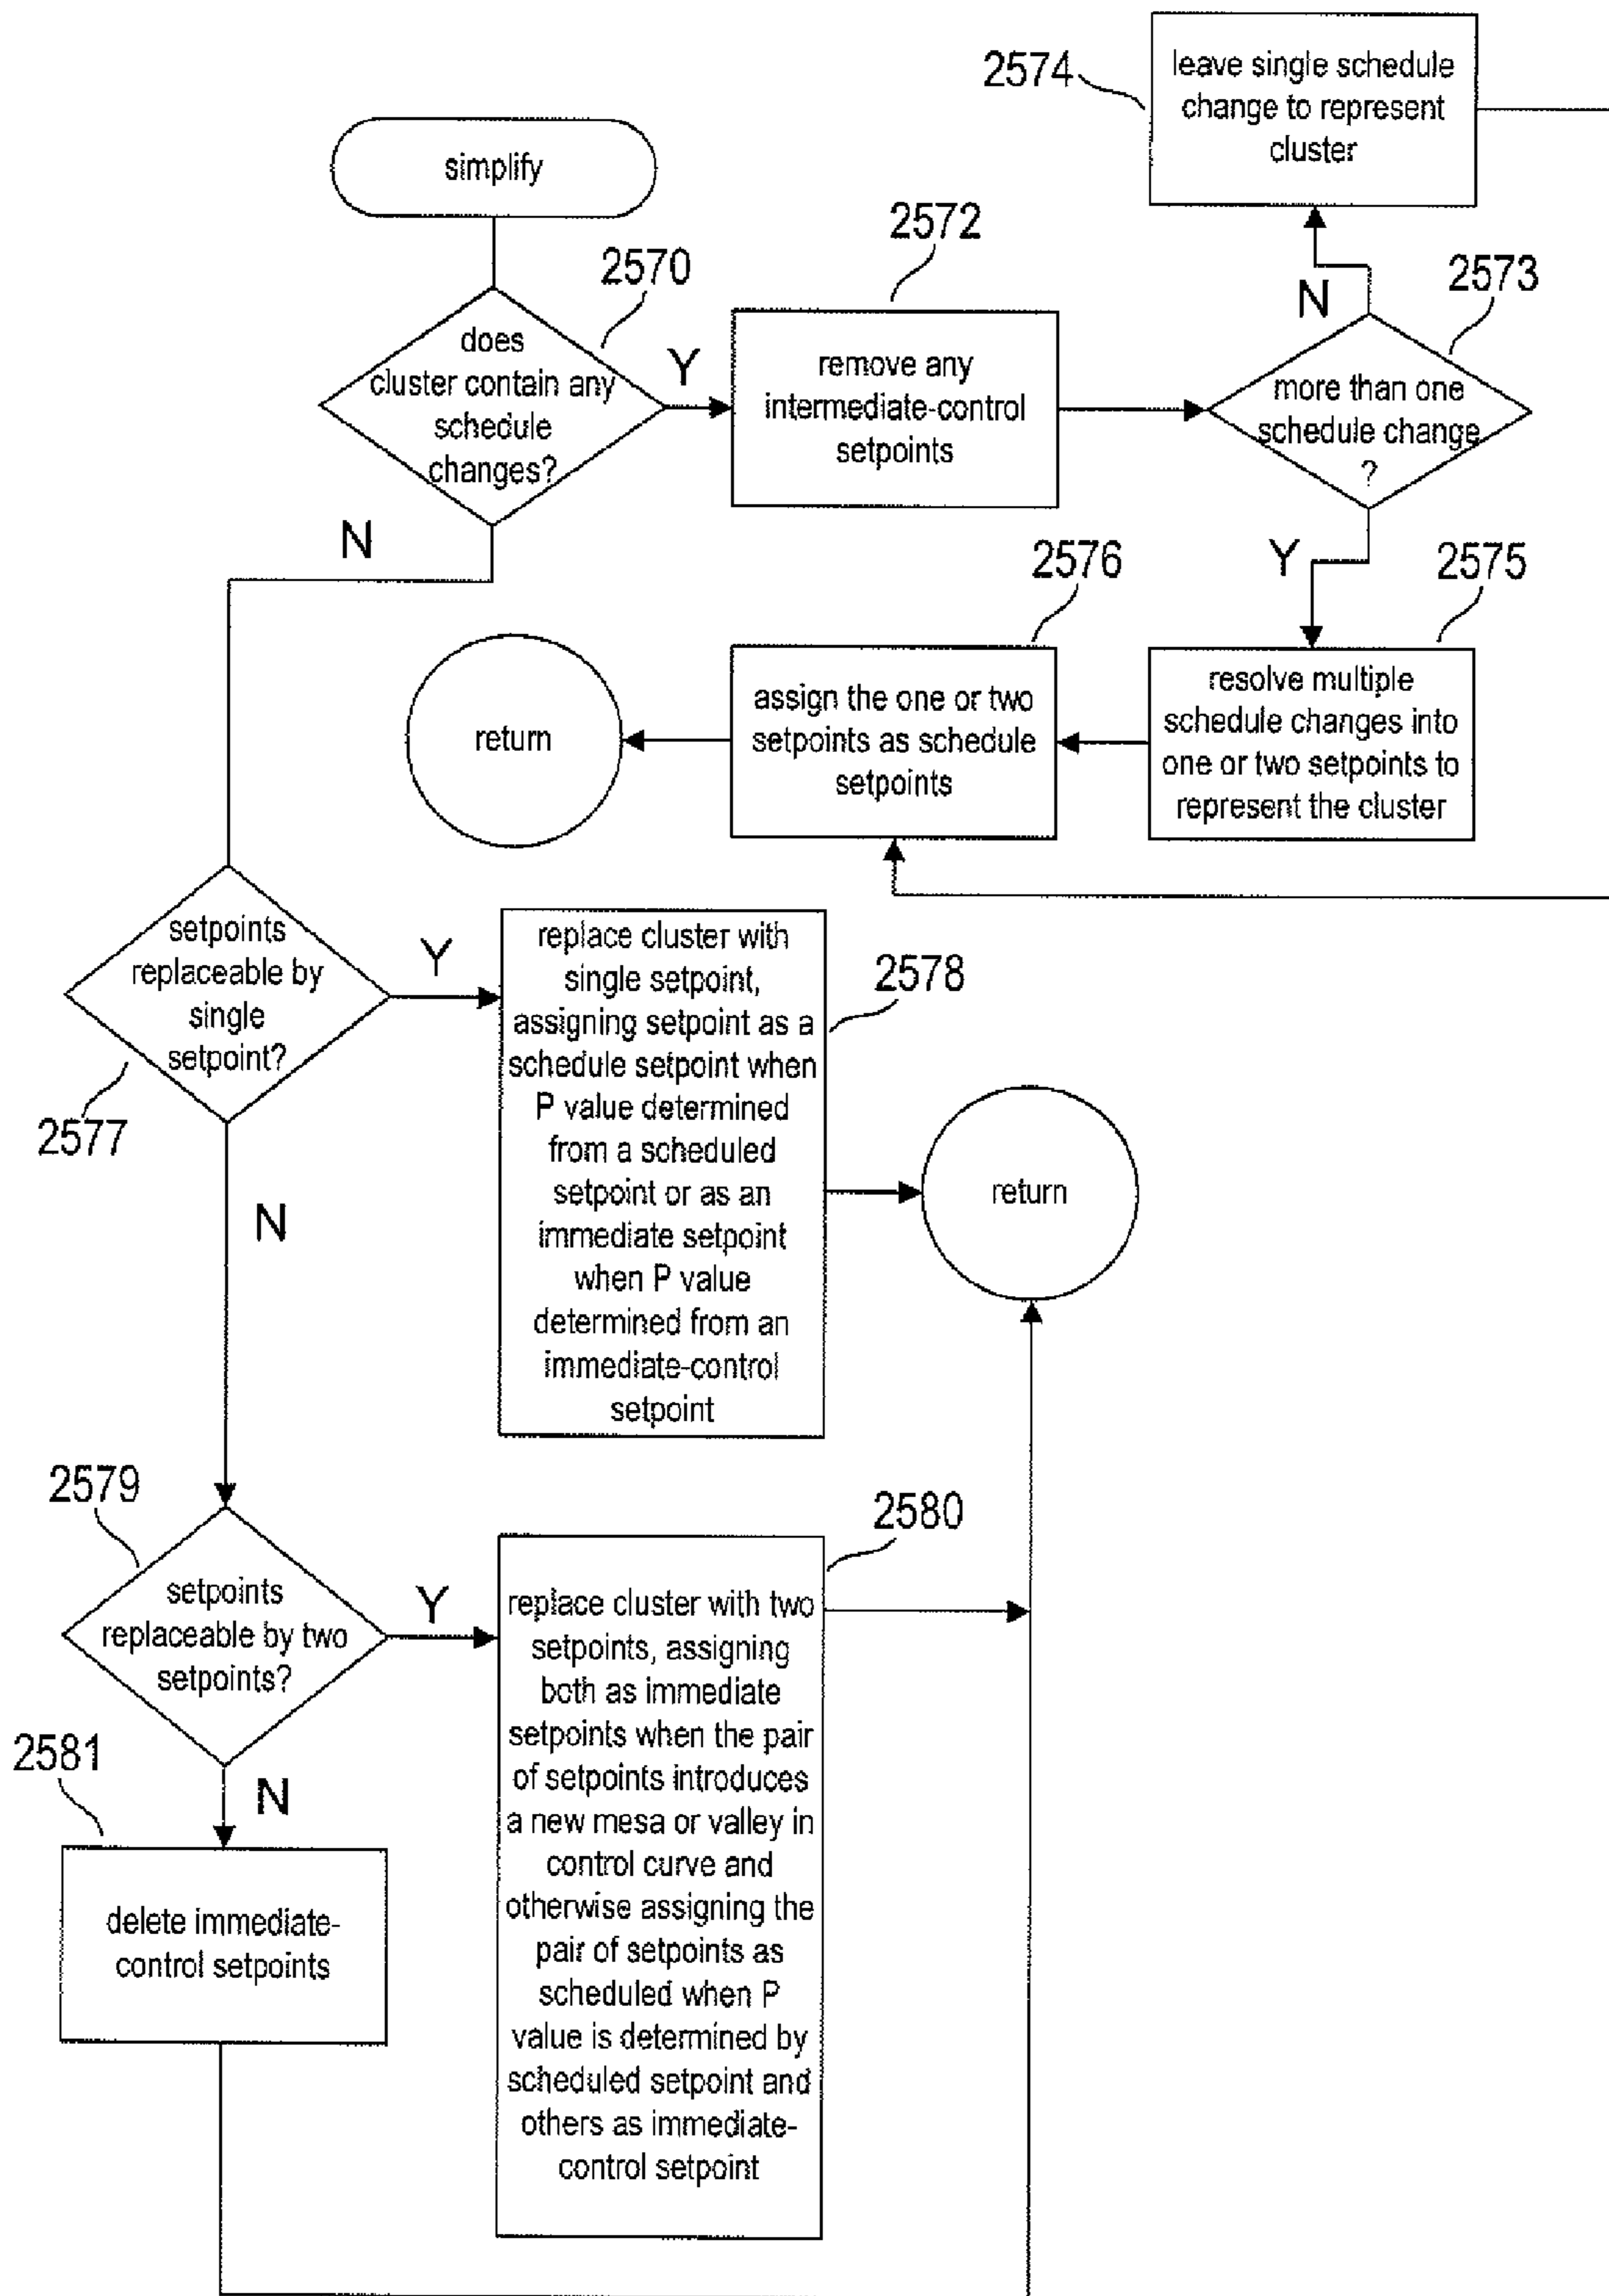 simplify
2570
does
cluster contain any
schedule
changes?
Y
N
2572
remove any
intermediate-control
setpoints
2574
leave single schedule
change to represent
cluster
N
2573
more than one
schedule change
?
Y
2575
resolve multiple
schedule changes into
one or two setpoints to
represent the cluster
2576
assign the one or two
setpoints as schedule
setpoints
return
setpoints
replaceable by
single
setpoint?
2577
Y
N
2578
replace cluster with
single setpoint,
assigning setpoint as a
schedule setpoint when
P value determined
from a scheduled
setpoint or as an
immediate setpoint
when P value
determined from an
immediate-control
setpoint
return
2579
setpoints
replaceable by two
setpoints?
Y
N
2580
replace cluster with two
setpoints, assigning
both as immediate
setpoints when the pair
of setpoints introduces
a new mesa or valley in
control curve and
otherwise assigning the
pair of setpoints as
scheduled when P
value is determined by
scheduled setpoint and
others as immediate-
control setpoint
2581
delete immediate-
control setpoints